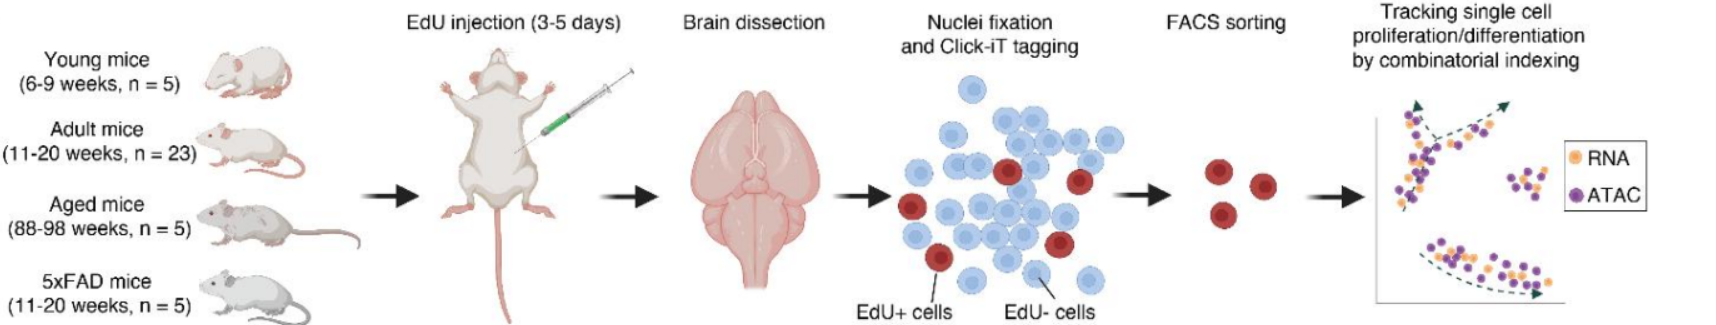 Young mice
(6-9 weeks, n = 5)
Adult mice
(11-20 weeks, n = 23)
Aged mice
(88-98 weeks, n = 5)
5xFAD mice
(11-20 weeks, n = 5)
EdU injection (3-5 days)
Brain dissection
Nuclei fixation
and Click-iT tagging
EdU+ cells
EdU- cells
FACS sorting
Tracking single cell
proliferation/differentiation
by combinatorial indexing
RNA
ATAC